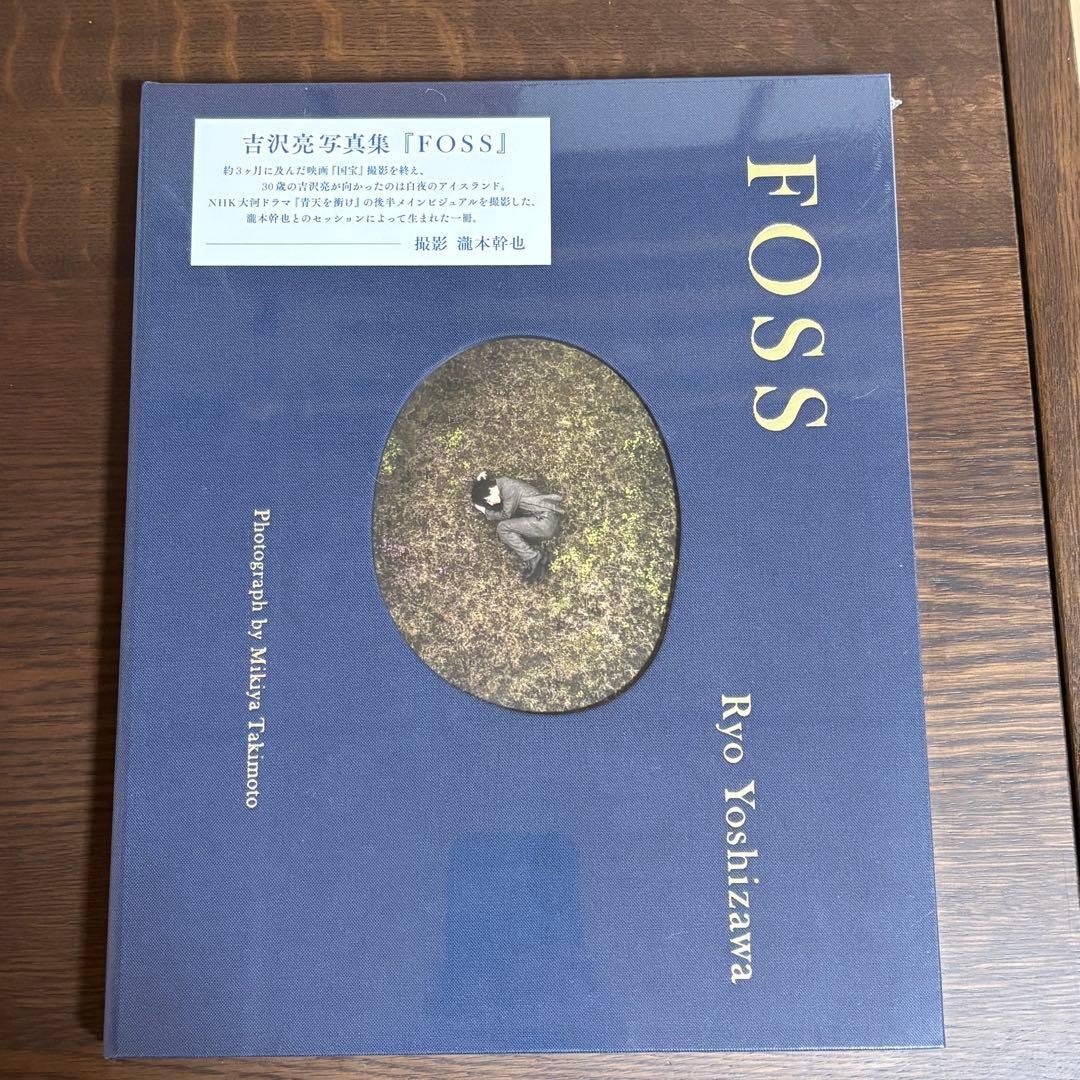 吉沢亮写真集『FOSS』
約3ヶ月に及んだ映画『国宝』撮影を終え、
30歳の吉沢亮が向かったのは白夜のアイスランド。
NHK大河ドラマ『青天を衝け』の後半メインビジュアルを撮影した、
瀧本幹也とのセッションによって生まれた一冊。
撮影 瀧本幹也
FOSS
Ryo Yoshizawa
Photograph by Mikiya Takimoto